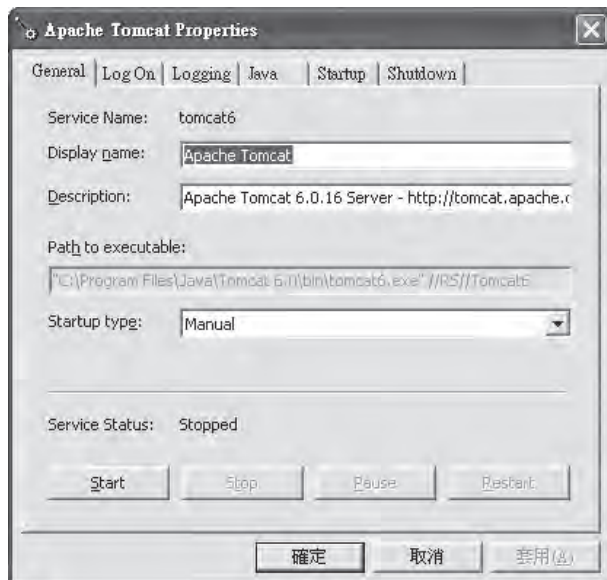 Apache Tomcat Properties
General Log On Logging Java Startup Shutdown
Service Name: tomcat6
Display name: Apache Tomcat
Description: Apache Tomcat 6.0.16 Server - http://tomcat.apache.o
Path to executable:
"C:\Program Files\Java\Tomcat 6.0\bin\tomcat6.exe" //RS//Tomcat6
Startup type: Manual
Service Status: Stopped
Start Stop Pause Restart
確定 取消 套用(A)